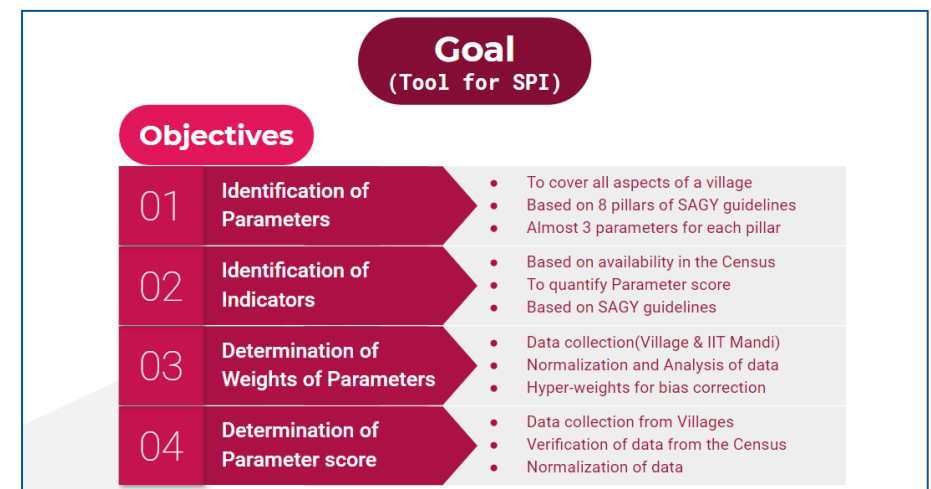 Goal
(Tool for SPI)
Objectives
01
Identification of
Parameters
● To cover all aspects of a village
● Based on 8 pillars of SAGY guidelines
● Almost 3 parameters for each pillar
02
Identification of
Indicators
● Based on availability in the Census
● To quantify Parameter score
● Based on SAGY guidelines
03
Determination of
Weights of Parameters
● Data collection(Village & IIT Mandi)
● Normalization and Analysis of data
● Hyper-weights for bias correction
04
Determination of
Parameter score
● Data collection from Villages
● Verification of data from the Census
● Normalization of data